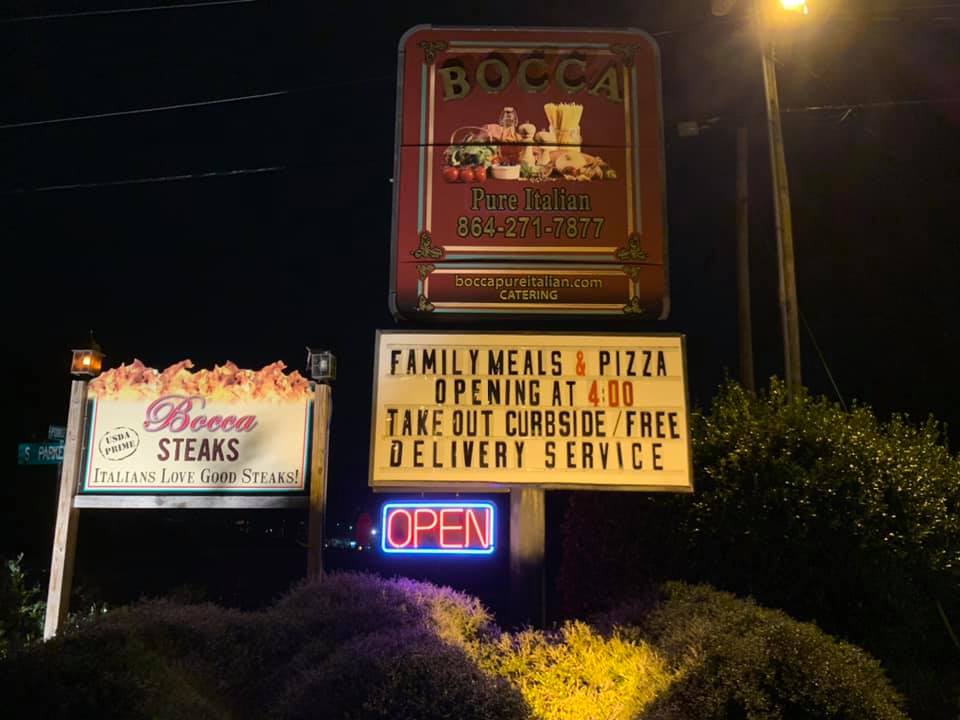 BOCCA
Pure Italian
864-271-7877
boccapureitalian.com
CATERING
FAMILY MEALS & PIZZA
OPENING AT 4:00
TAKE OUT CURBSIDE/FREE
DELIVERY SERVICE
OPEN
Bocca
STEAKS
USDA
PRIME
ITALIANS LOVE GOOD STEAKS!